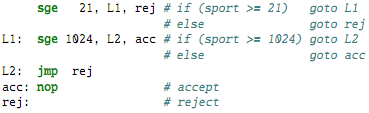 sge 21, L1, rej # if (sport >= 21) goto L1
# else goto rej
L1: sge 1024, L2, acc # if (sport >= 1024) goto L2
# else goto acc
L2: jmp rej
acc: nop # accept
rej: # reject